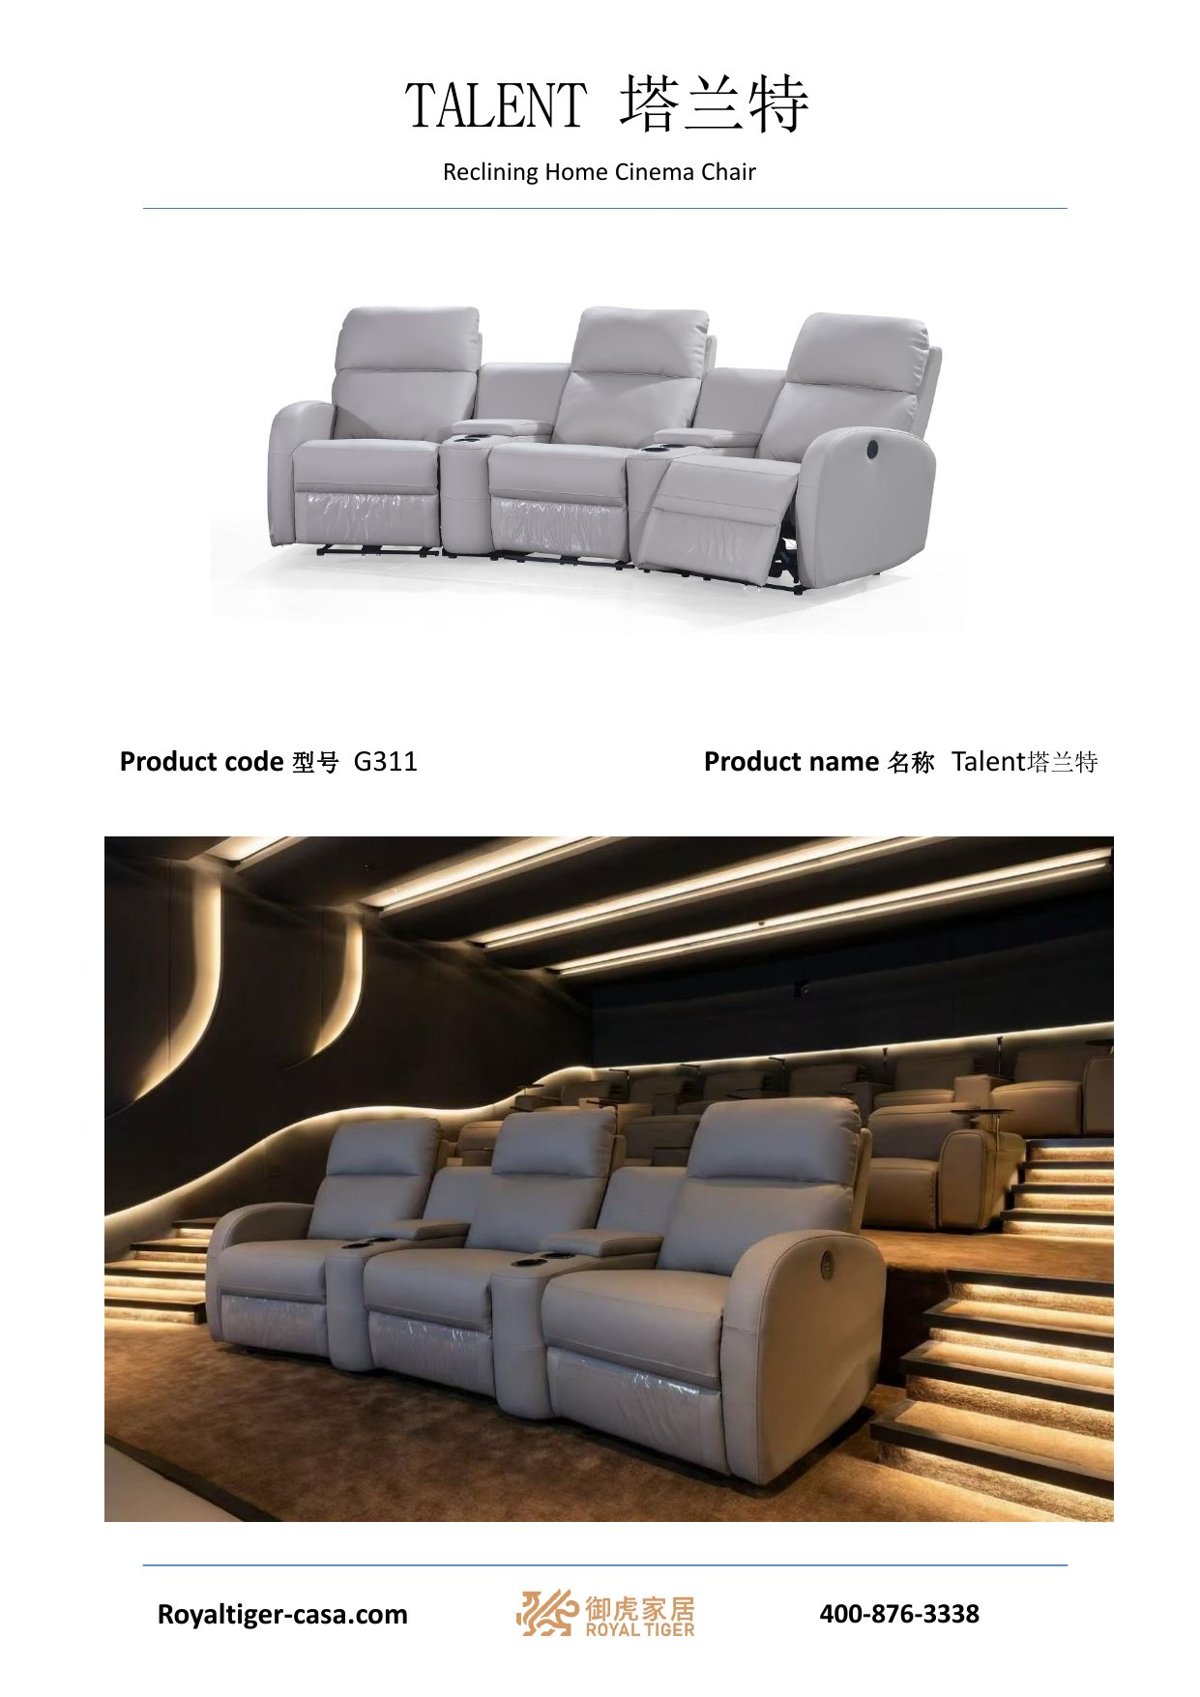 TALENT 塔兰特
Reclining Home Cinema Chair
Product code 型号 G311
Product name 名称 Talent塔兰特
Royaltiger-casa.com
御虎家居
ROYAL TIGER
400-876-3338